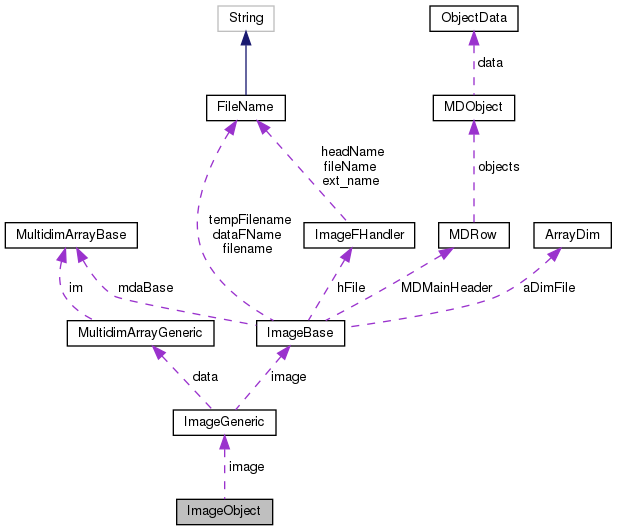 String
ObjectData
data
FileName
MDObject
headName
fileName
ext_name
objects
tempFilename
dataFName
filename
MultidimArrayBase
ImageFHandler
MDRow
ArrayDim
im
mdaBase
hFile
MDMainHeader
aDimFile
MultidimArrayGeneric
ImageBase
data
image
ImageGeneric
image
ImageObject